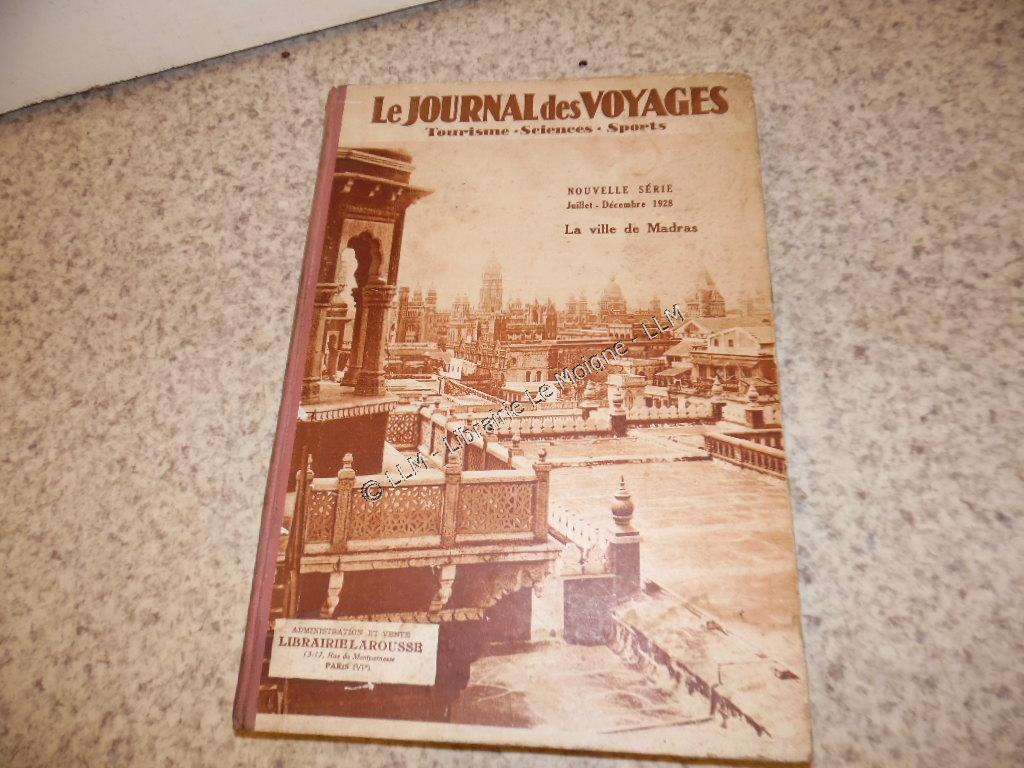 Le JOURNAL des VOYAGES
Tourisme - Sciences - Sports
NOUVELLE SÉRIE
Juillet - Décembre 1928
La ville de Madras
© LLM - Librairie Le Moigne - LLM
ADMINISTRATION ET VENTE
LIBRAIRIE LAROUSSE
13-17, Rue du Montparnasse
PARIS (VIe)